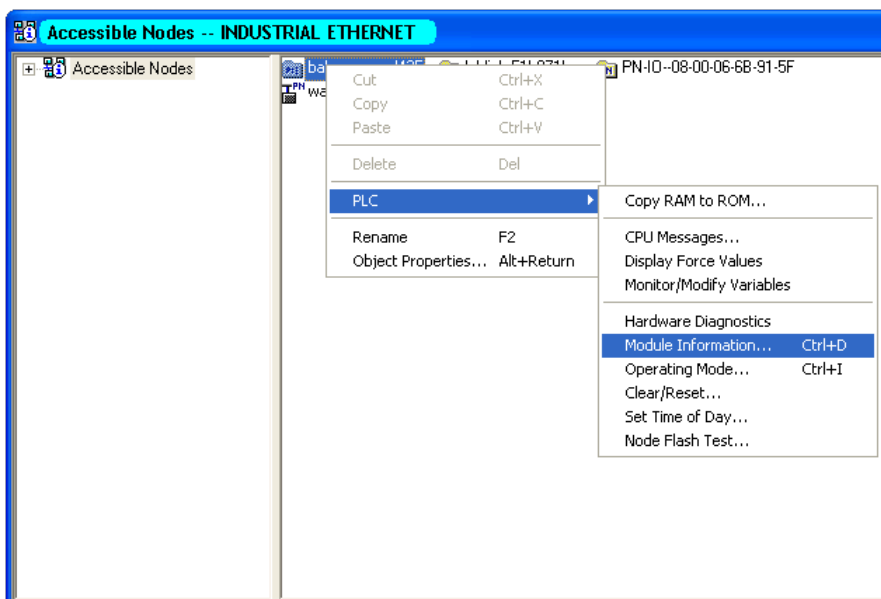 Accessible Nodes -- INDUSTRIAL ETHERNET
Accessible Nodes
PN-IO--08-00-06-6B-91-5F
Cut Ctrl+X
Copy Ctrl+C
Paste Ctrl+V
Delete Del
PLC
Rename F2
Object Properties... Alt+Return
Copy RAM to ROM...
CPU Messages...
Display Force Values
Monitor/Modify Variables
Hardware Diagnostics
Module Information... Ctrl+D
Operating Mode... Ctrl+I
Clear/Reset...
Set Time of Day...
Node Flash Test...